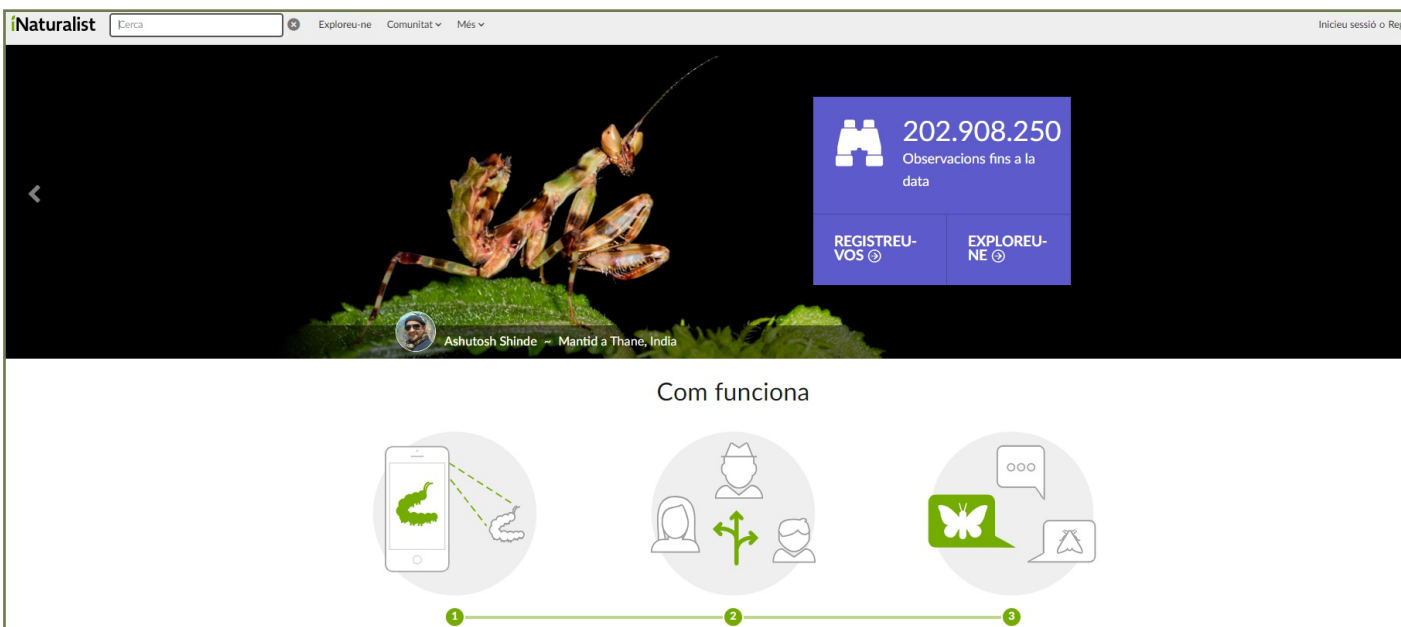 iNaturalist
Cerca
Exploreu-ne
Comunitat
Més
Inicieu sessió o
202.908.250
Observacions fins a la
data
REGISTREU-
VOS
EXPLOREU-
NE
Ashutosh Shinde ~ Mantid a Thane, India
Com funciona
1
2
3